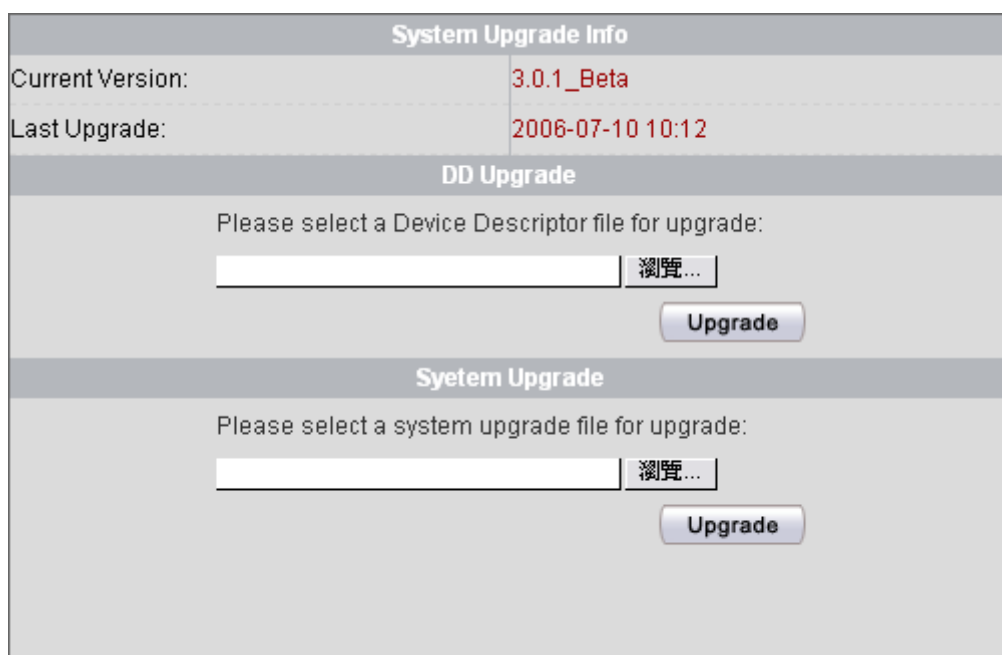 System Upgrade Info
Current Version: 3.0.1_Beta
Last Upgrade: 2006-07-10 10:12
DD Upgrade
Please select a Device Descriptor file for upgrade:
瀏覽...
Upgrade
Syetem Upgrade
Please select a system upgrade file for upgrade:
瀏覽...
Upgrade